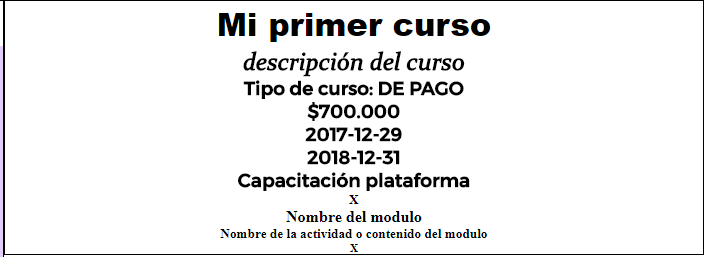 Mi primer curso
descripción del curso
Tipo de curso: DE PAGO
$700.000
2017-12-29
2018-12-31
Capacitación plataforma
X
Nombre del modulo
Nombre de la actividad o contenido del modulo
X